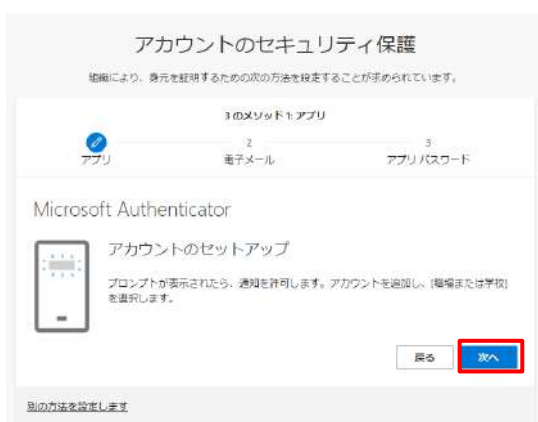 アカウントのセキュリティ保護
組織により、身元を証明するための次の方法を設定することが求められています。
3 のメソッド 1: アプリ
2
3
アプリ
電子メール
アプリ パスワード
Microsoft Authenticator
アカウントのセットアップ
プロンプトが表示されたら、通知を許可します。アカウントを追加し、[職場または学校]
を選択します。
戻る
次へ
別の方法を設定します